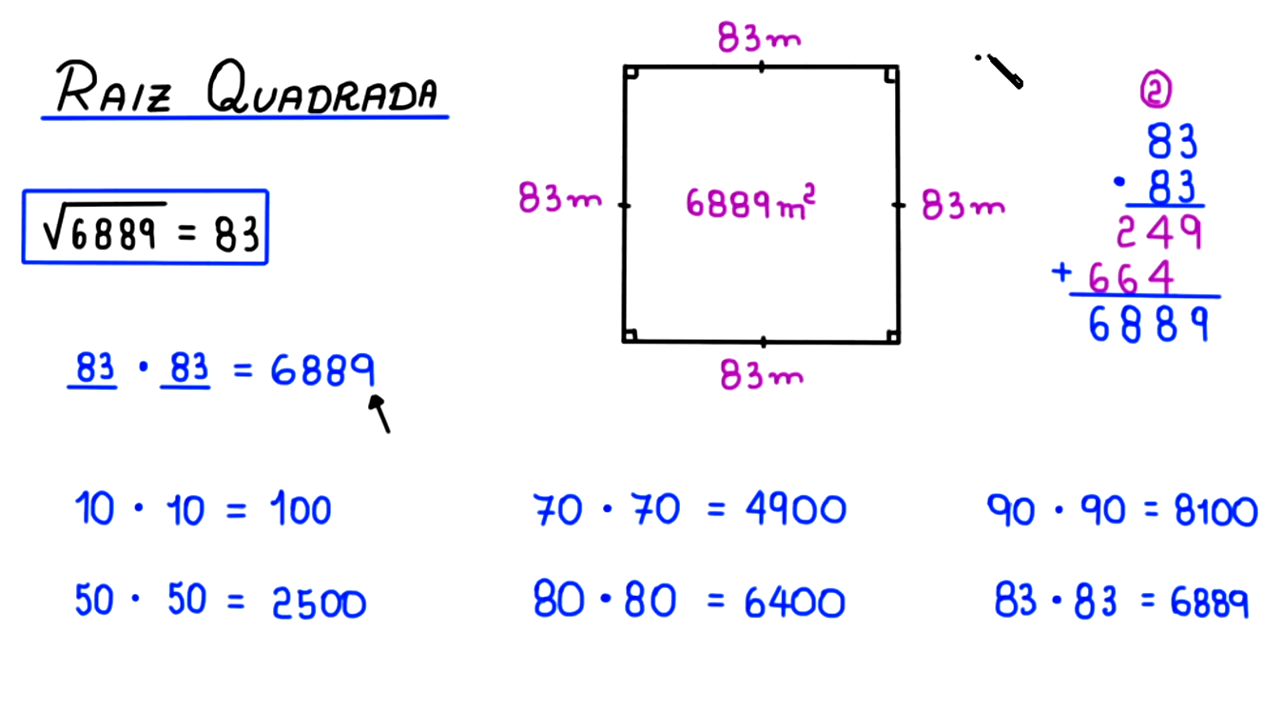 RAIZ QUADRADA
√6889 = 83
83 · 83 = 6889
83m
83m
6889m²
83m
83m
2
83
· 83
249
+ 664
6889
10 · 10 = 100
70 · 70 = 4900
90 · 90 = 8100
50 · 50 = 2500
80 · 80 = 6400
83 · 83 = 6889